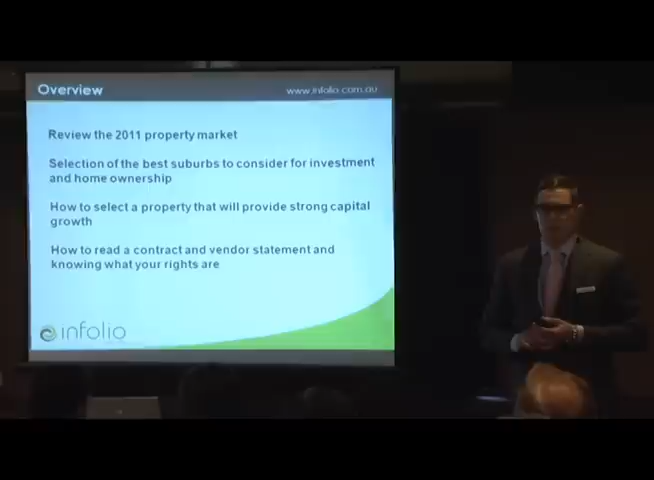 Overview
www.infolio.com.au
Review the 2011 property market
Selection of the best suburbs to consider for investment
and home ownership
How to select a property that will provide strong capital
growth
How to read a contract and vendor statement and
knowing what your rights are
infolio